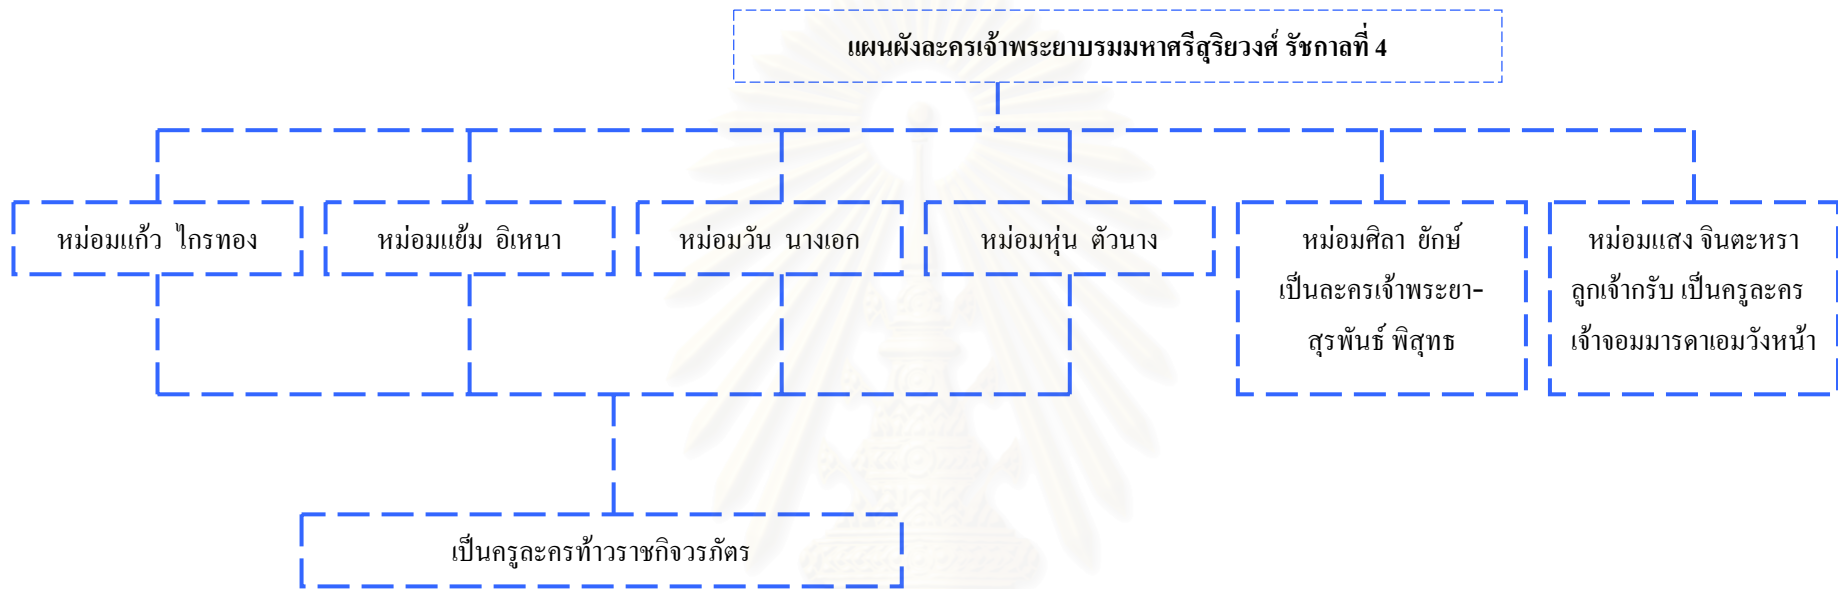 แผนผังละครเจ้าพระยาบรมมหาศรีสุริยวงศ์ รัชกาลที่ 4
หม่อมแก้ว ไกรทอง
หม่อมแย้ม อิเหนา
หม่อมวัน นางเอก
หม่อมหุ่น ตัวนาง
หม่อมศิลา ยักษ์
เป็นละครเจ้าพระยา-
สุรพันธ์ พิสุทธ
หม่อมแสง จินตะหรา
ลูกเจ้ากรับ เป็นครูละคร
เจ้าจอมมารดาเอมวังหน้า
เป็นครูละครท้าวราชกิจวรภัตร